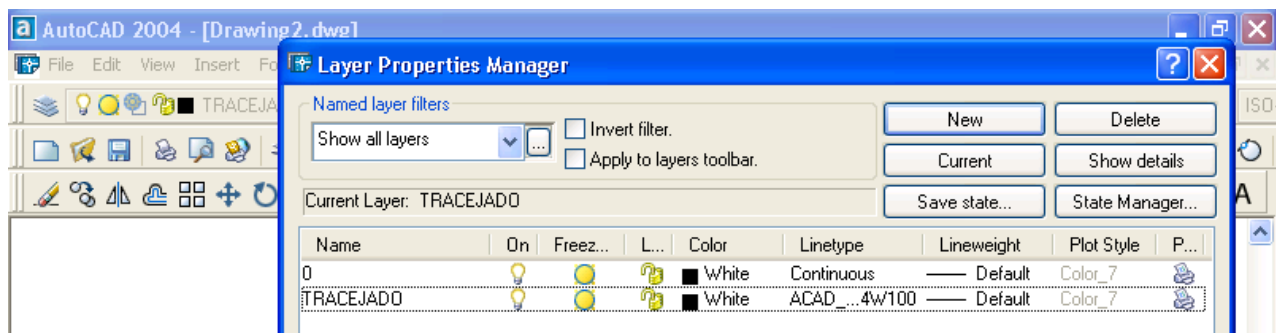 a AutoCAD 2004 - [Drawing2.dwg]
File Edit View Insert Fo
Layer Properties Manager
TRACEJA
ISO
Named layer filters
Show all layers
...
Invert filter.
Apply to layers toolbar.
New
Delete
Current
Show details
Current Layer: TRACEJADO
Save state...
State Manager...
A
Name On Freez... L... Color Linetype Lineweight Plot Style P...
0 White Continuous Default Color_7
TRACEJADO White ACAD_...4W100 Default Color_7